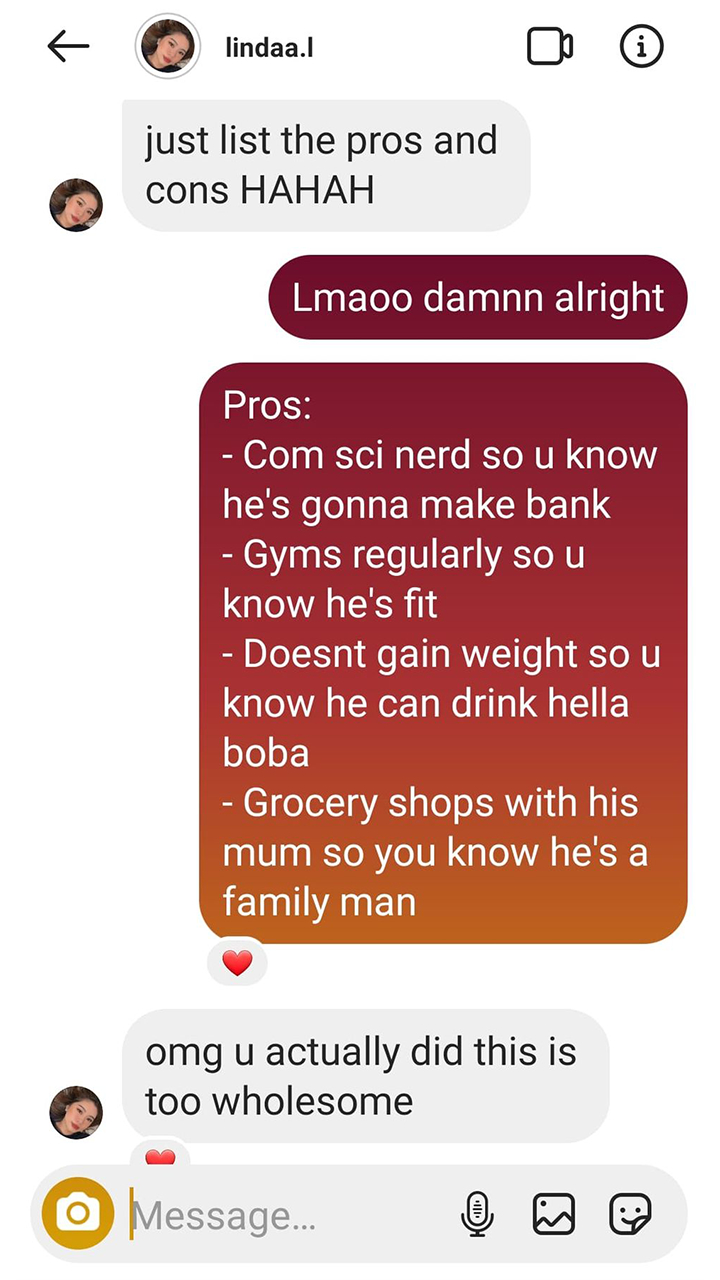 lindaa.l
just list the pros and
cons HAHAH
Lmaoo damnn alright
Pros:
- Com sci nerd so u know
he's gonna make bank
- Gyms regularly so u
know he's fit
- Doesnt gain weight so u
know he can drink hella
boba
- Grocery shops with his
mum so you know he's a
family man
omg u actually did this is
too wholesome
Message...